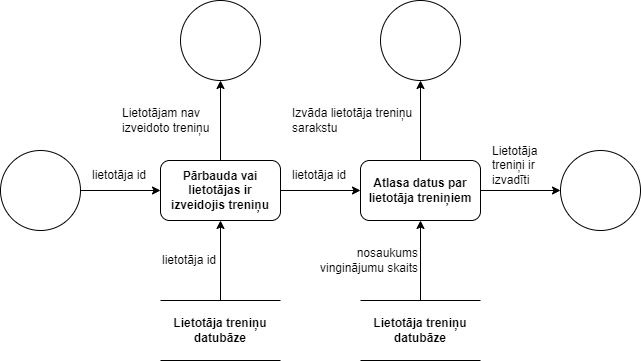 Lietotājam nav
izveidoto treniņu
Izvāda lietotāja treniņu
sarakstu
lietotāja id
Pārbauda vai
lietotājas ir
izveidojis treniņu
lietotāja id
Atlasa datus par
lietotāja treniņiem
Lietotāja
treniņi ir
izvadīti
lietotāja id
nosaukums
vinginājumu skaits
Lietotāja treniņu
datubāze
Lietotāja treniņu
datubāze